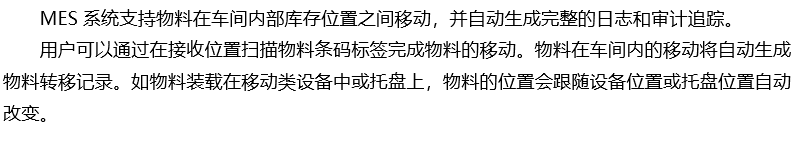 MES 系统支持物料在车间内部库存位置之间移动，并自动生成完整的日志和审计追踪。
用户可以通过在接收位置扫描物料条码标签完成物料的移动。物料在车间内的移动将自动生成
物料转移记录。如物料装载在移动类设备中或托盘上，物料的位置会跟随设备位置或托盘位置自动
改变。